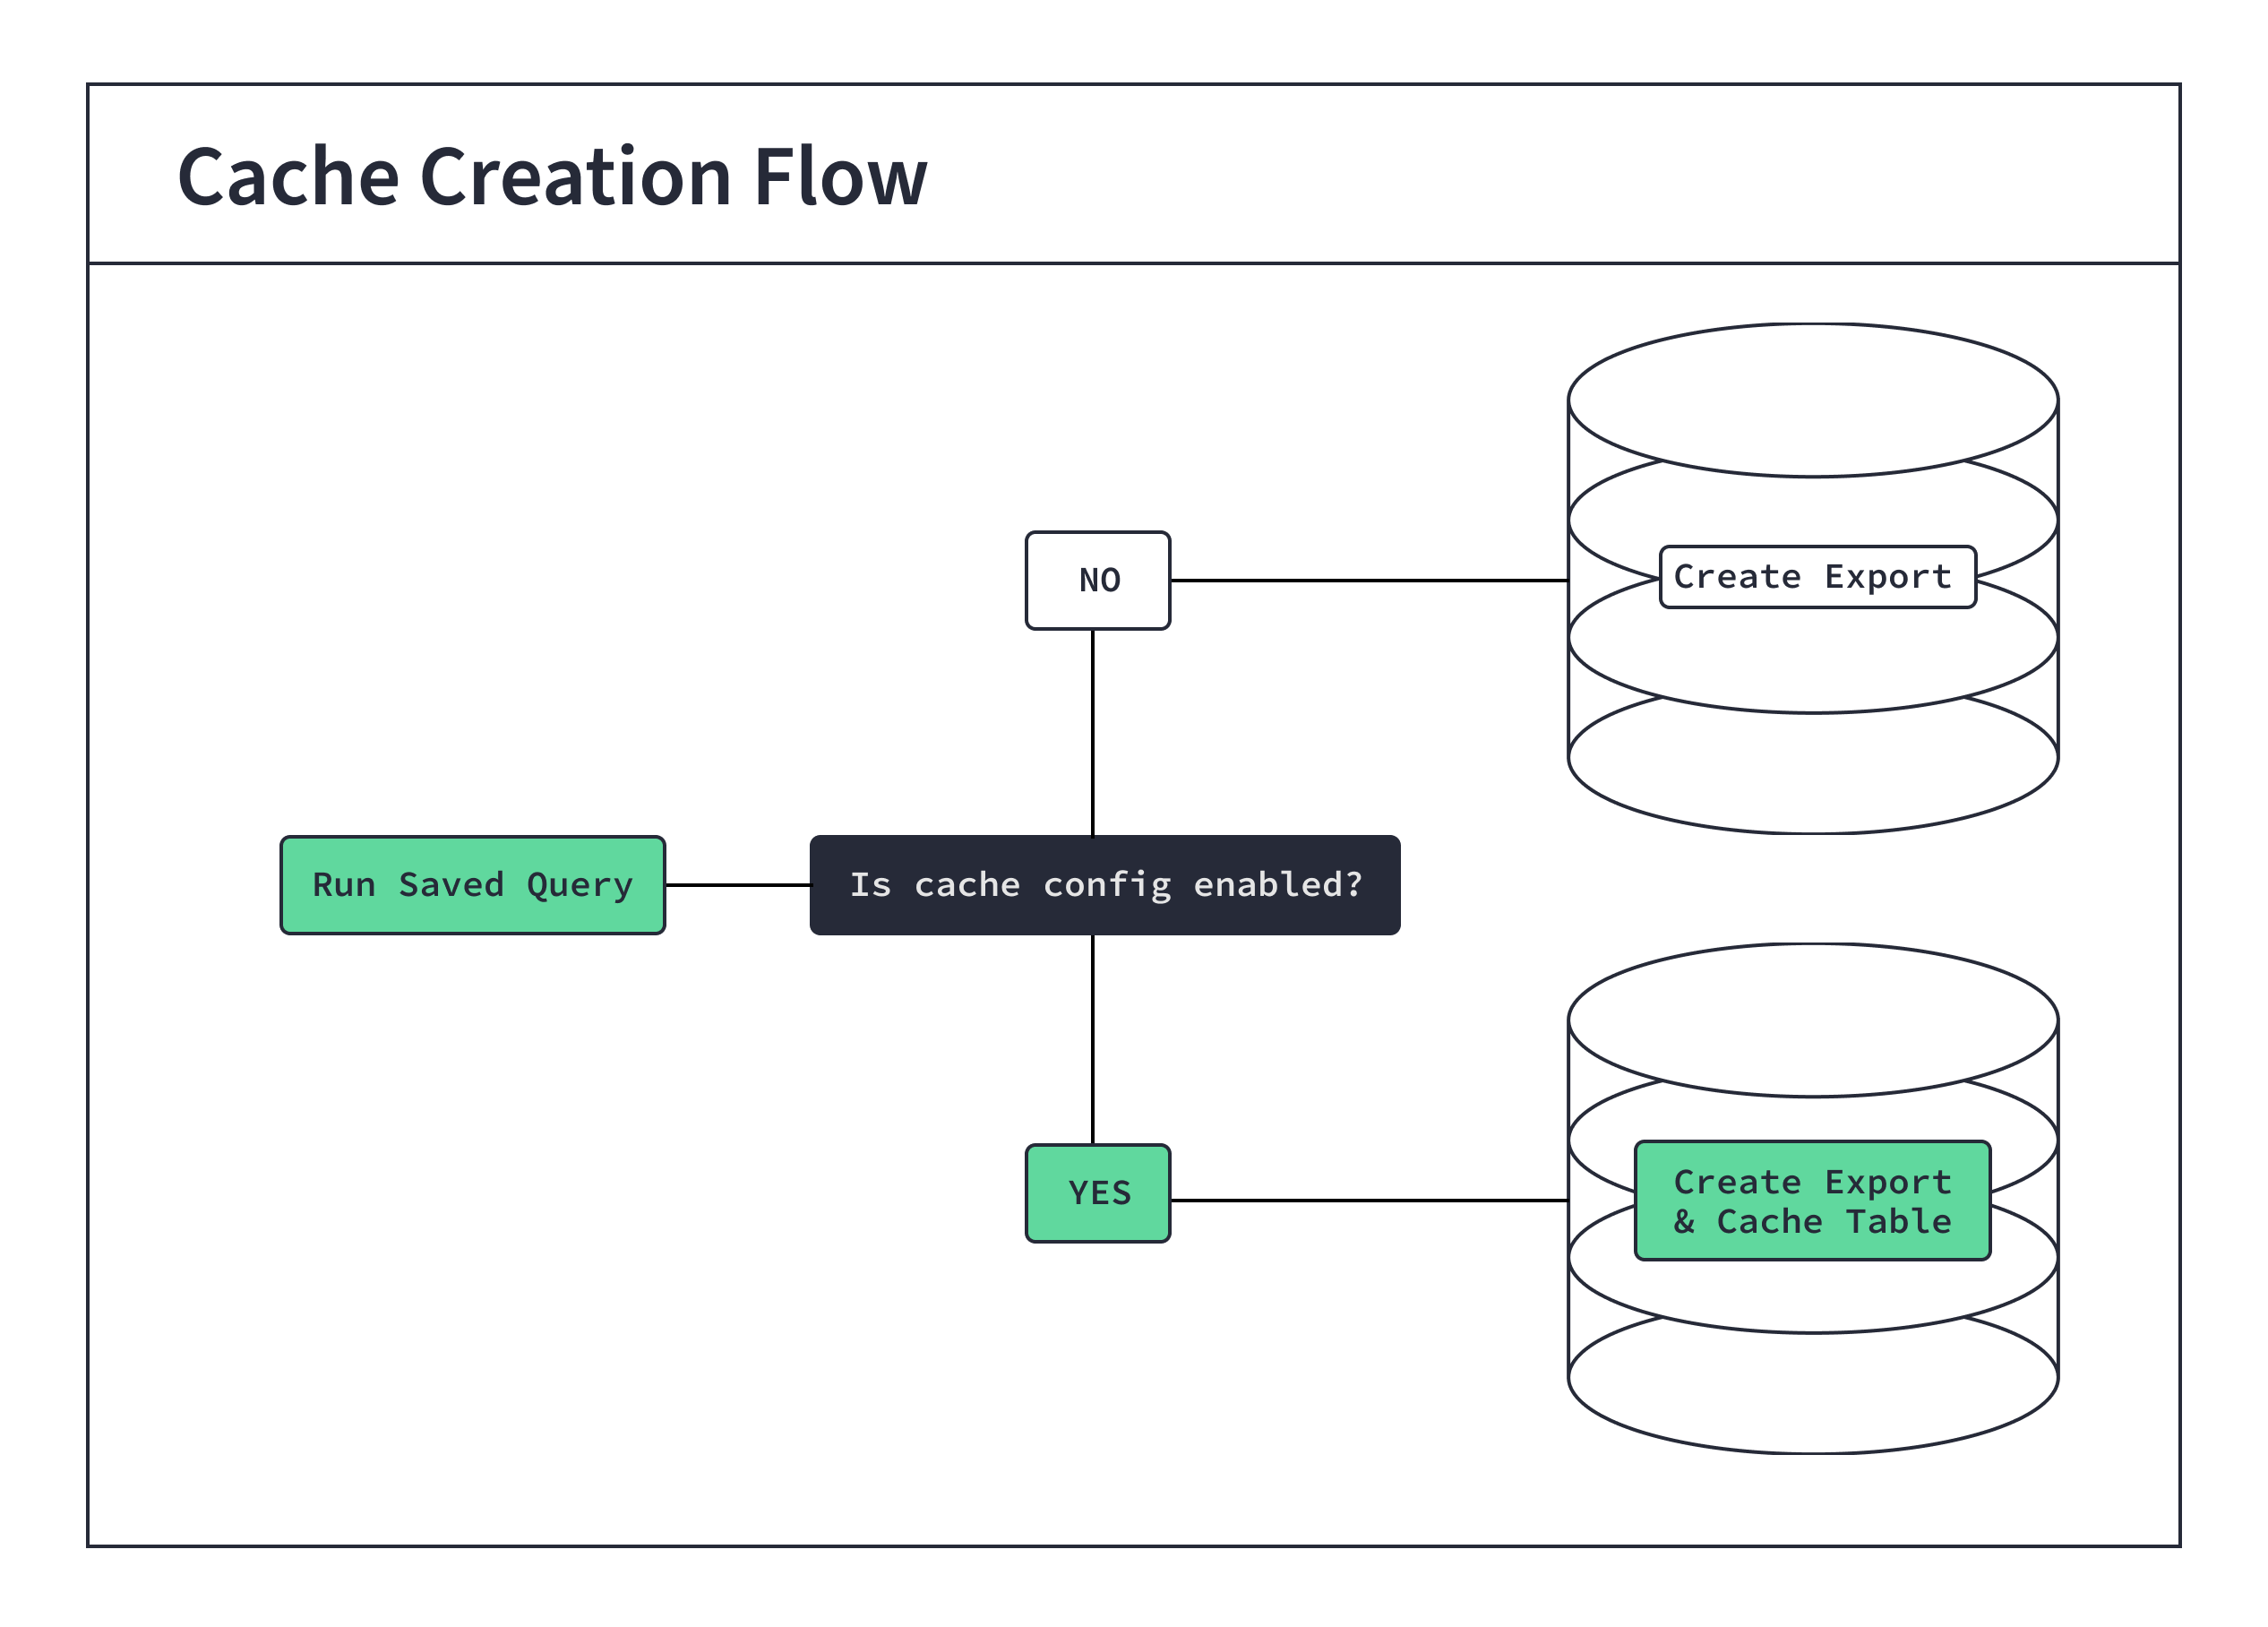 Cache Creation Flow
NO
Create Export
Run Saved Query
Is cache config enabled?
YES
Create Export
& Cache Table